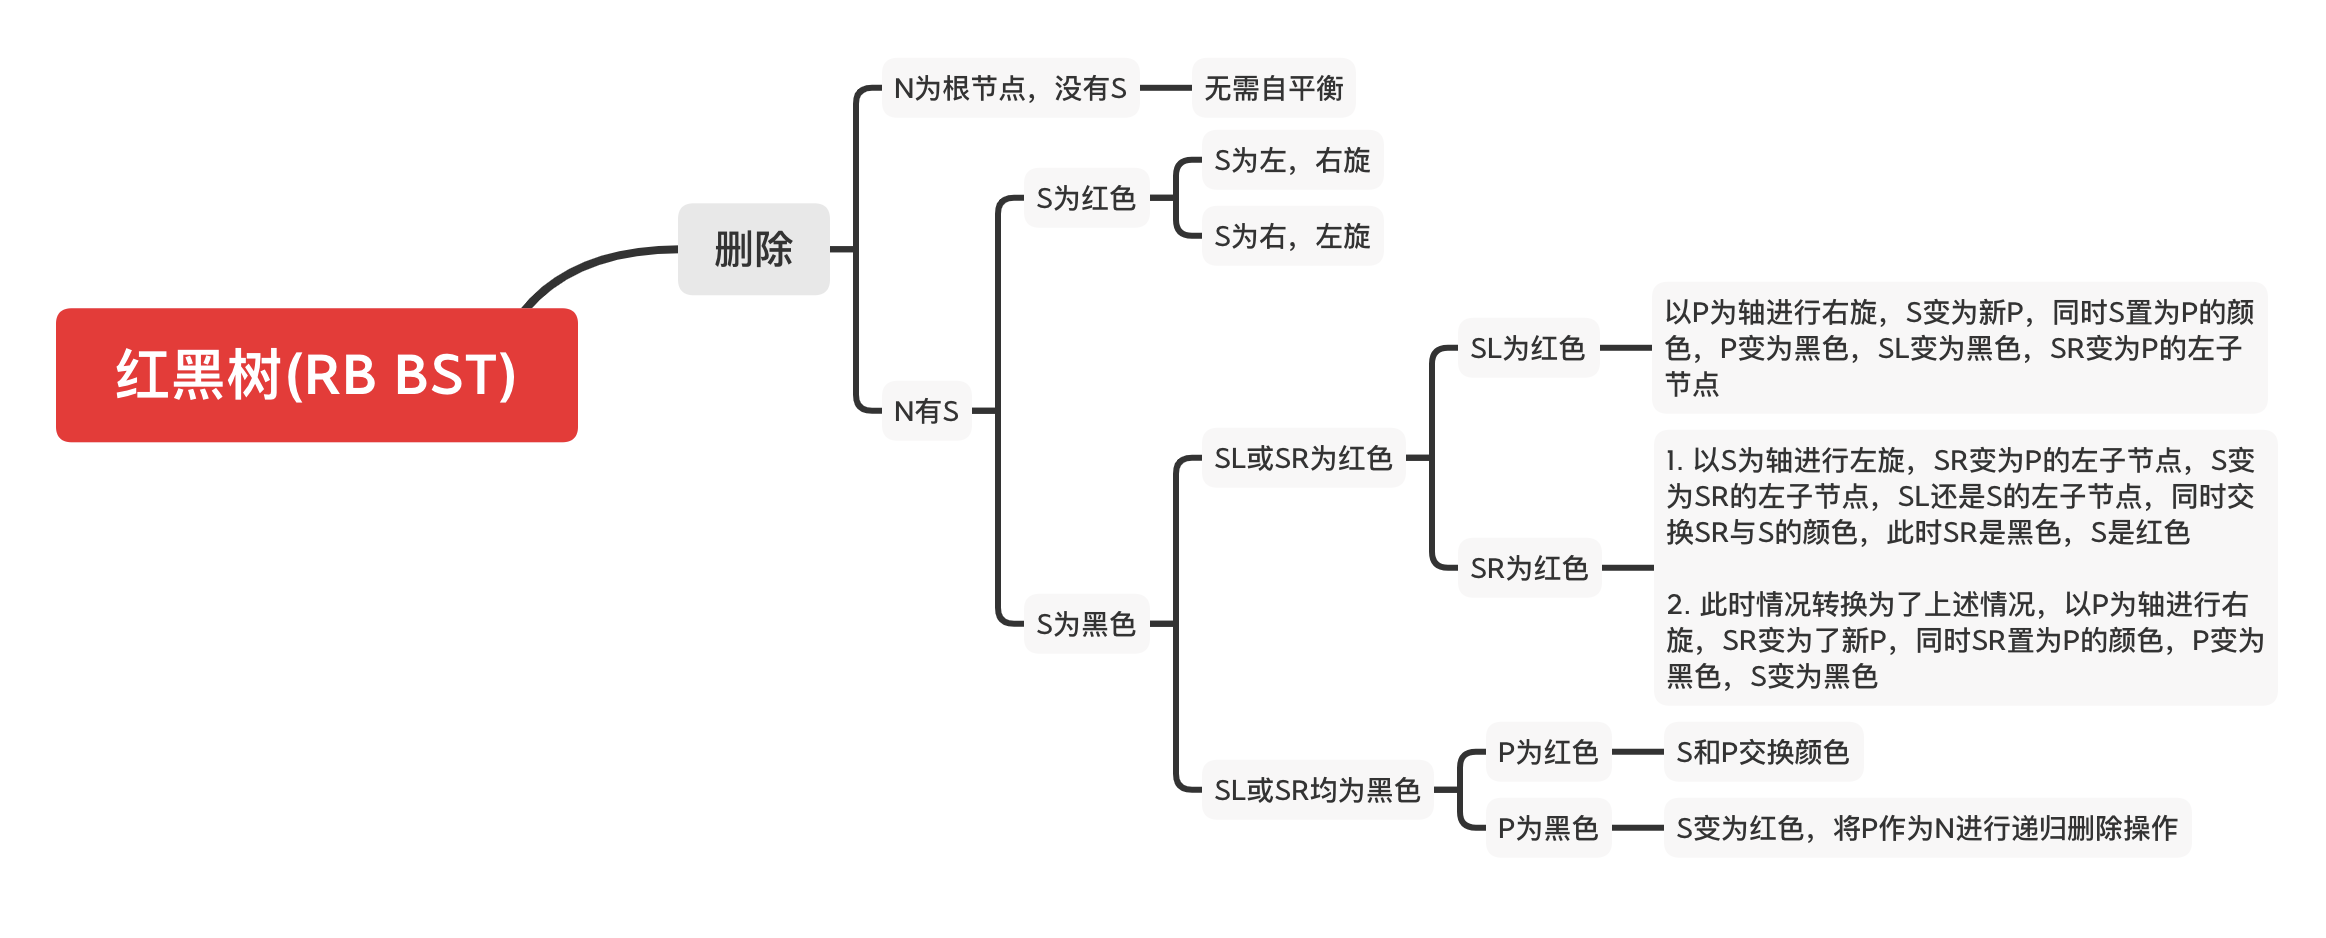 红黑树(RB BST)
删除
N为根节点，没有S
无需自平衡
N有S
S为红色
S为左，右旋
S为右，左旋
S为黑色
SL或SR为红色
SL为红色
以P为轴进行右旋，S变为新P，同时S置为P的颜
色，P变为黑色，SL变为黑色，SR变为P的左子
节点
SR为红色
1. 以S为轴进行左旋，SR变为P的左子节点，S变
为SR的左子节点，SL还是S的左子节点，同时交
换SR与S的颜色，此时SR是黑色，S是红色
2. 此时情况转换为了上述情况，以P为轴进行右
旋，SR变为了新P，同时SR置为P的颜色，P变为
黑色，S变为黑色
SL或SR均为黑色
P为红色
S和P交换颜色
P为黑色
S变为红色，将P作为N进行递归删除操作